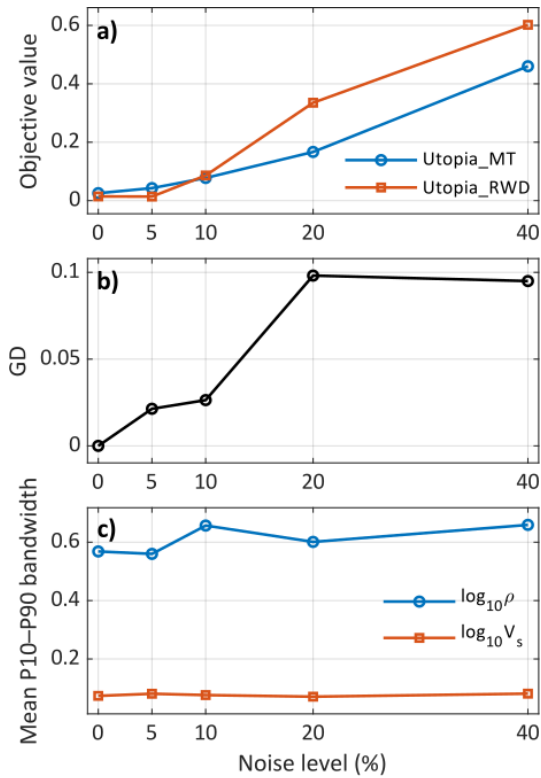 a)
Objective value
0.6
0.4
0.2
0
Utopia_MT
Utopia_RWD
0 5 10 20 40
b)
GD
0.1
0.05
0
0 5 10 20 40
c)
Mean P10–P90 bandwidth
0.6
0.4
0.2
log₁₀ρ
log₁₀Vₛ
0 5 10 20 40
Noise level (%)